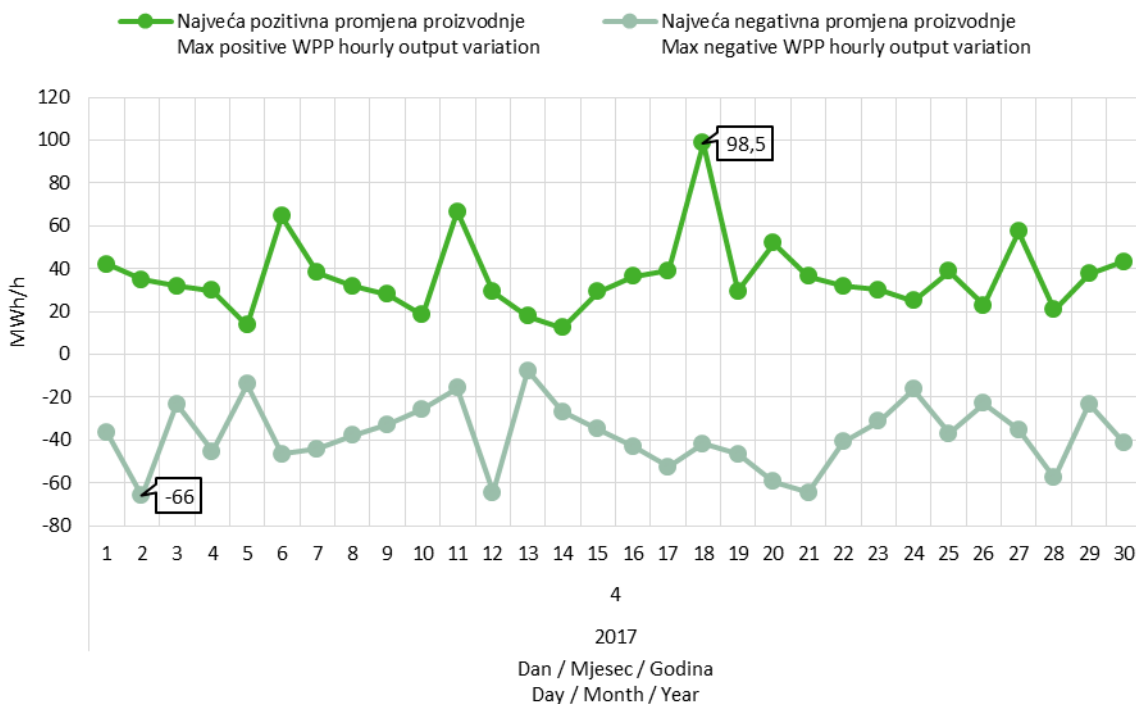 Najveća pozitivna promjena proizvodnje
Max positive WPP hourly output variation
Najveća negativna promjena proizvodnje
Max negative WPP hourly output variation
MWh/h
120
100
80
60
40
20
0
-20
-40
-60
-80
98,5
-66
1 2 3 4 5 6 7 8 9 10 11 12 13 14 15 16 17 18 19 20 21 22 23 24 25 26 27 28 29 30
4
2017
Dan / Mjesec / Godina
Day / Month / Year